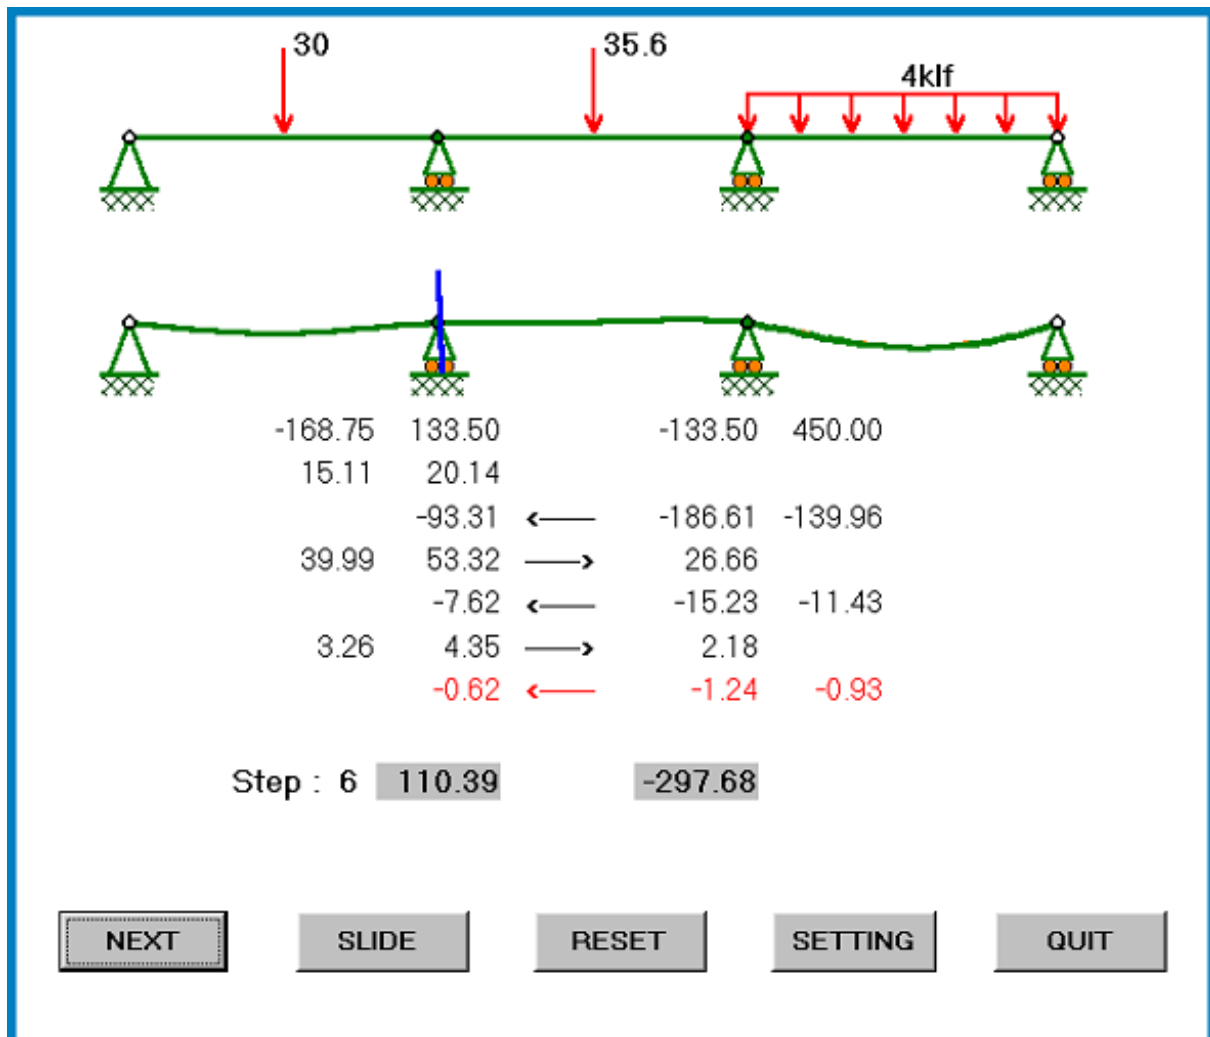 30 35.6
4klf
-168.75 133.50 -133.50 450.00
15.11 20.14
-93.31 <— -186.61 -139.96
39.99 53.32 —> 26.66
-7.62 <— -15.23 -11.43
3.26 4.35 —> 2.18
-0.62 <— -1.24 -0.93
Step : 6 110.39 -297.68
NEXT SLIDE RESET SETTING QUIT